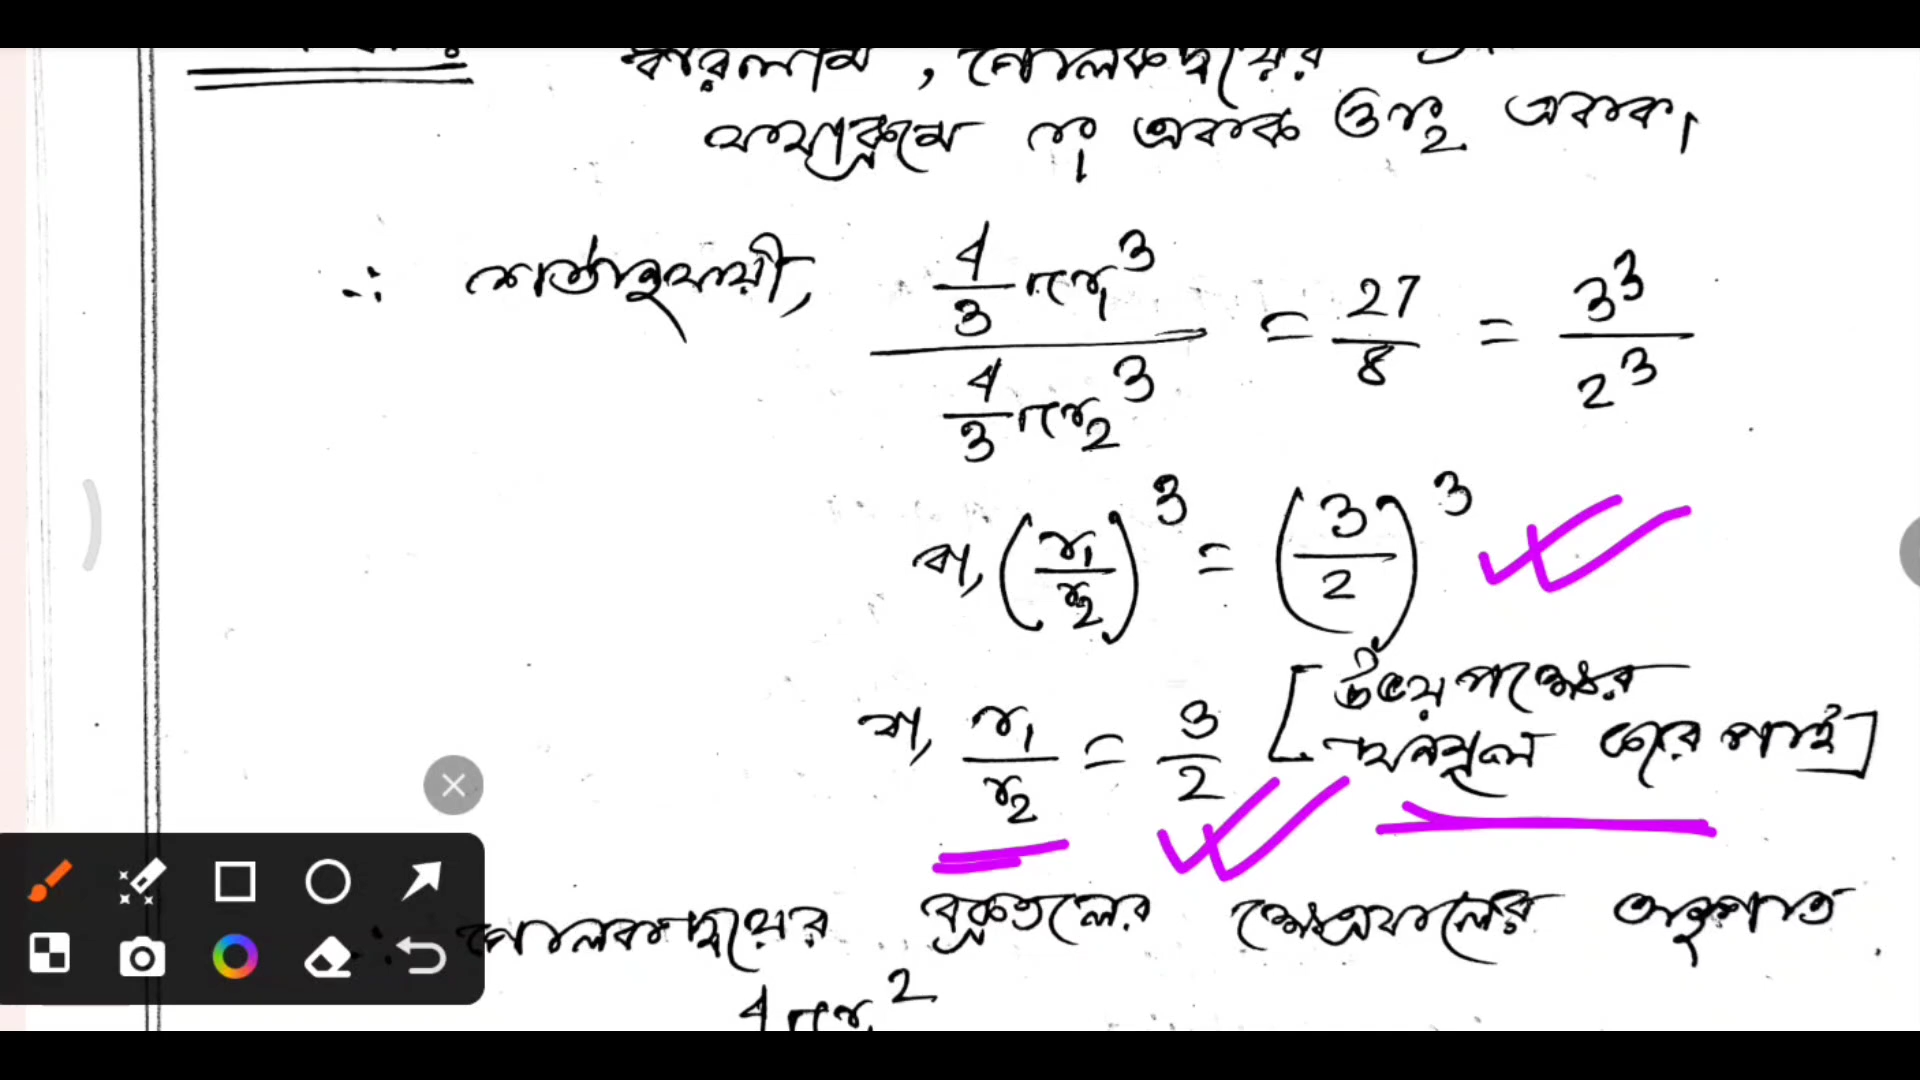 ধরলাম, গোলকদ্বয়ের
যথাক্রমে r₁ একক ও r₂ একক।
∴ শর্তানুযায়ী, (4/3 πr₁³)/(4/3 πr₂³) = 27/8 = 3³/2³
বা, (r₁/r₂)³ = (3/2)³
বা, r₁/r₂ = 3/2 [উভয়পক্ষের
ঘনমূল করে পাই]
∴ গোলকদ্বয়ের বক্রতলের ক্ষেত্রফলের অনুপাত
4πr₁²